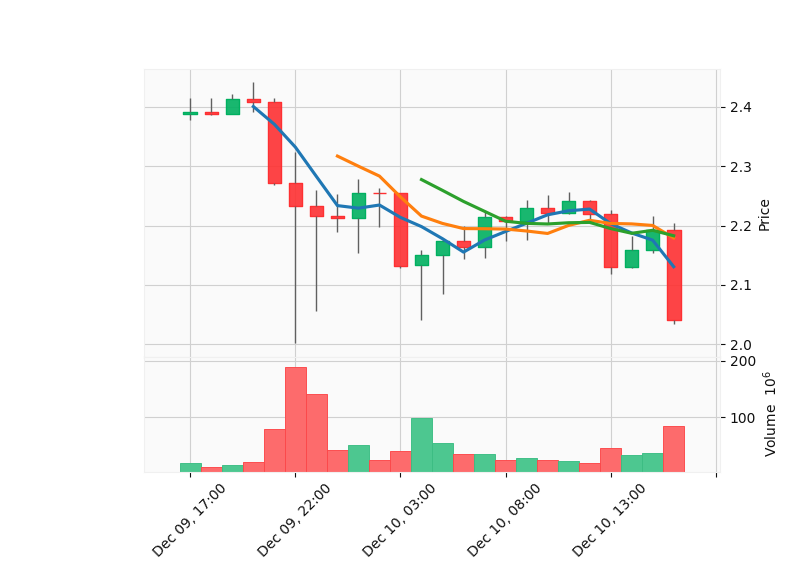 2.4
2.3
2.2
2.1
2.0
Price
200
100
Volume 10^6
Dec 09, 17:00
Dec 09, 22:00
Dec 10, 03:00
Dec 10, 08:00
Dec 10, 13:00